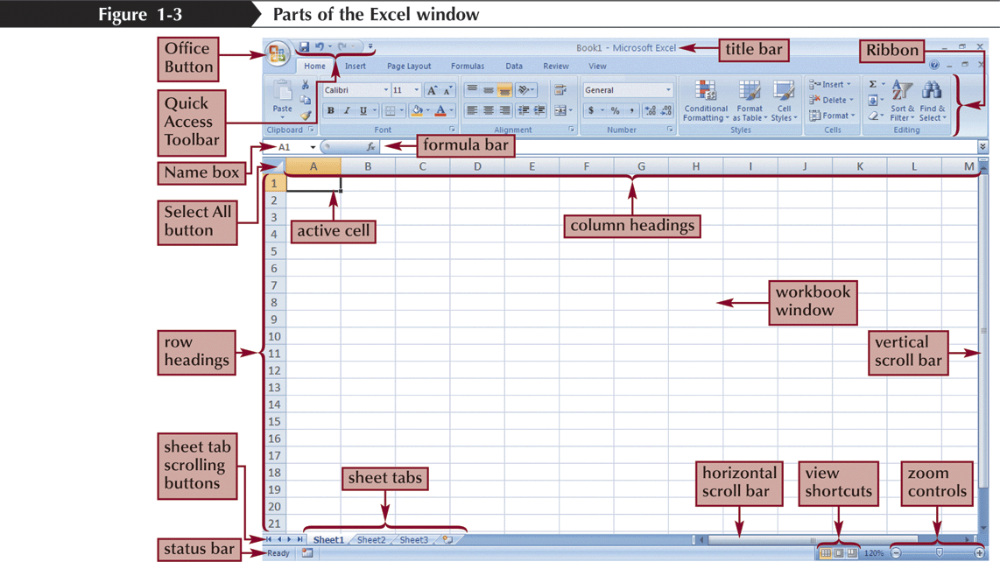 Figure 1-3 Parts of the Excel window
Office
Button
Book1 - Microsoft Excel
title bar
Ribbon
Home Insert Page Layout Formulas Data Review View
Quick
Access
Toolbar
Paste
Clipboard
Calibri 11
B I U
A A
A
Font
Alignment
General
$ % ,
.0 .00
.00 .0
Number
Conditional
Formatting
Format
as Table
Cell
Styles
Styles
Insert
Delete
Format
Cells
Σ
A
Z
Sort &
Filter
Find &
Select
Editing
Name box
A1
fx
formula bar
A B C D E F G H I J K L M
Select All
button
active cell
column headings
1
2
3
4
5
6
7
8
9
10
11
12
13
14
15
16
17
18
19
20
21
workbook
window
row
headings
vertical
scroll bar
sheet tab
scrolling
buttons
sheet tabs
horizontal
scroll bar
view
shortcuts
zoom
controls
Sheet1 Sheet2 Sheet3
status bar
Ready
120%